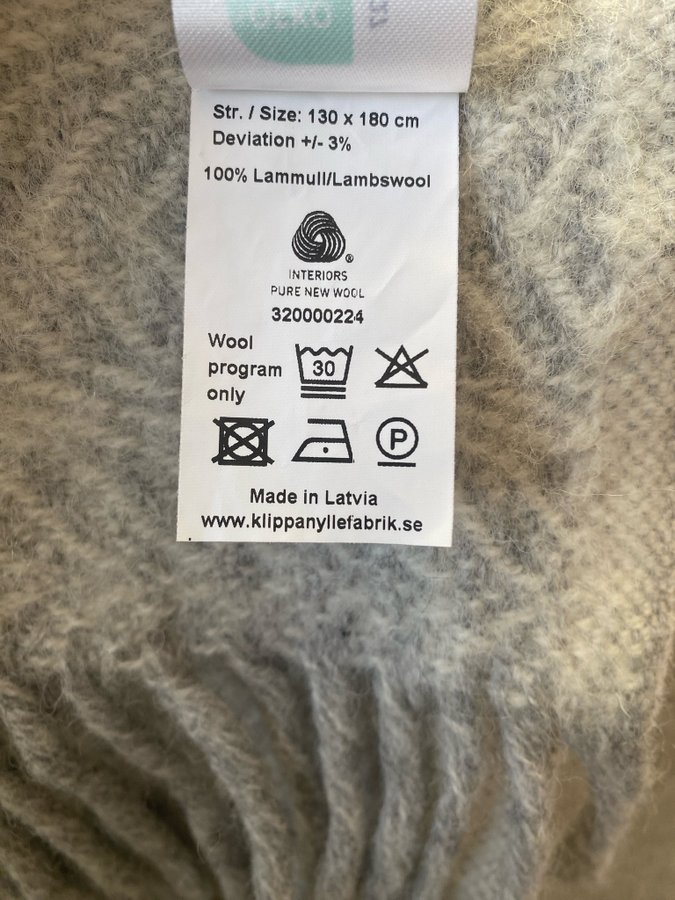 Str. / Size: 130 x 180 cm
Deviation +/- 3%
100% Lammull/Lambswool
®
INTERIORS
PURE NEW WOOL
320000224
Wool
program
only
30
P
Made in Latvia
www.klippanyllefabrik.se